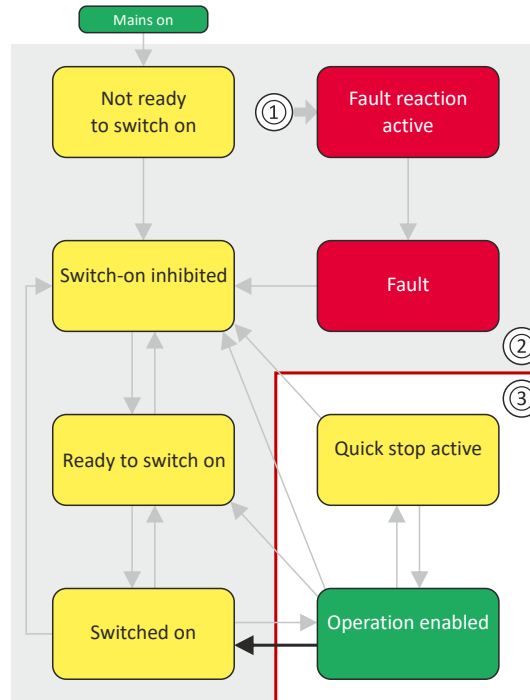 Mains on
Not ready
to switch on
1
Fault reaction
active
Switch-on inhibited
Fault
2
3
Ready to switch on
Quick stop active
Switched on
Operation enabled